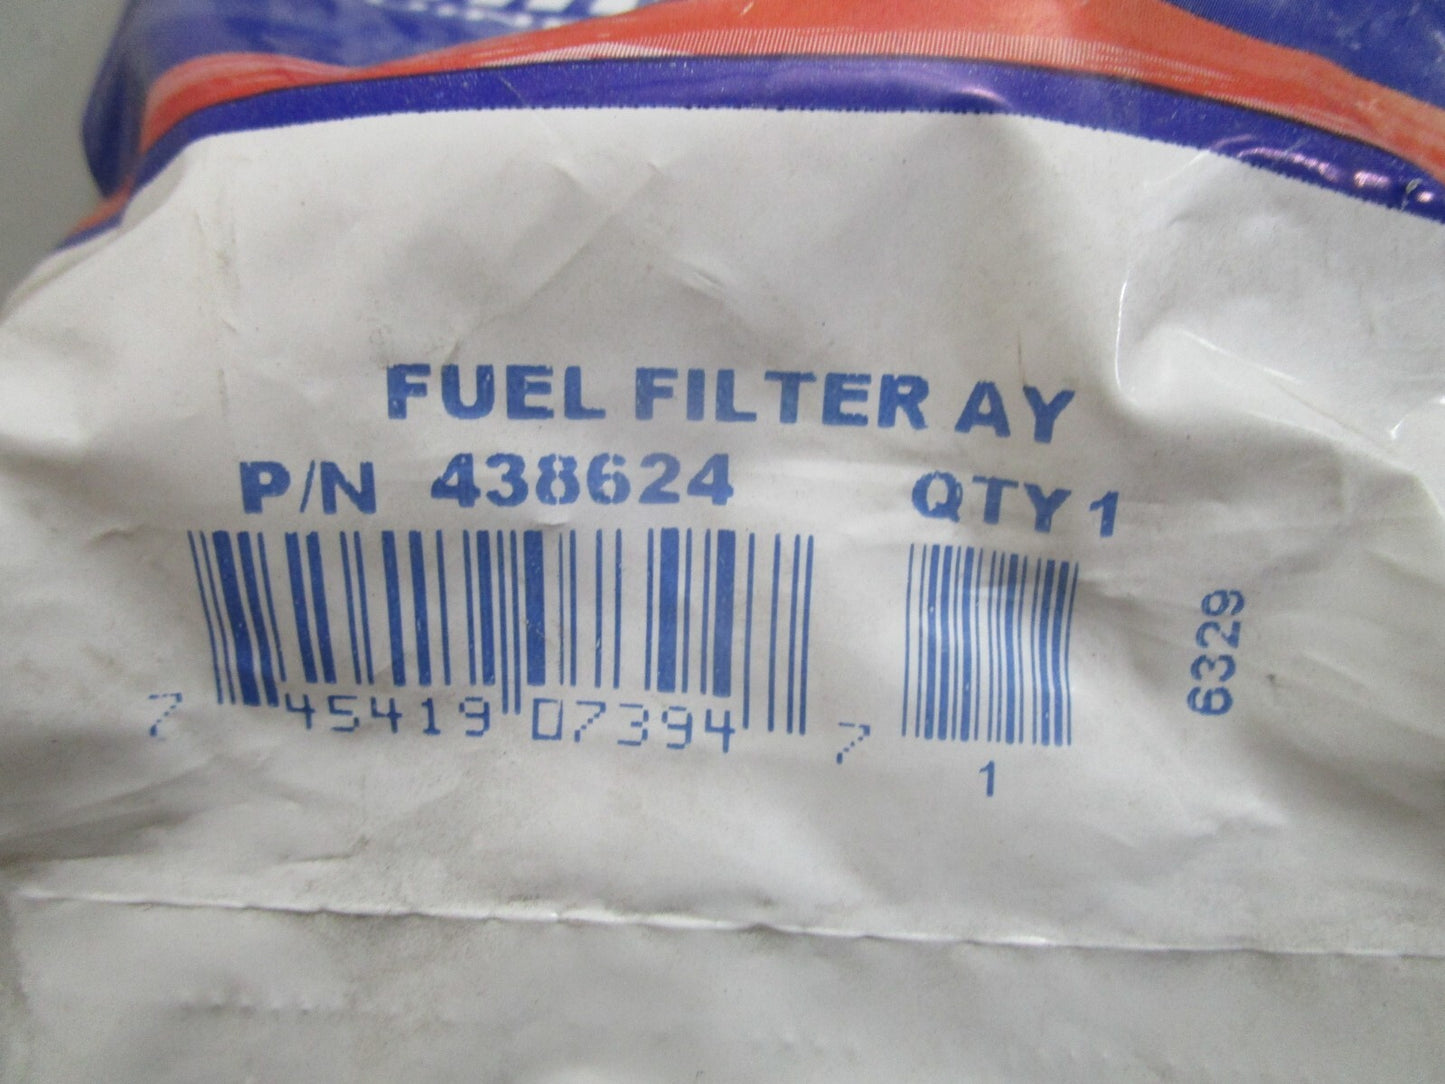 FUEL FILTER AY
P/N 438624 QTY 1
7 45419 07394 7
1
6329